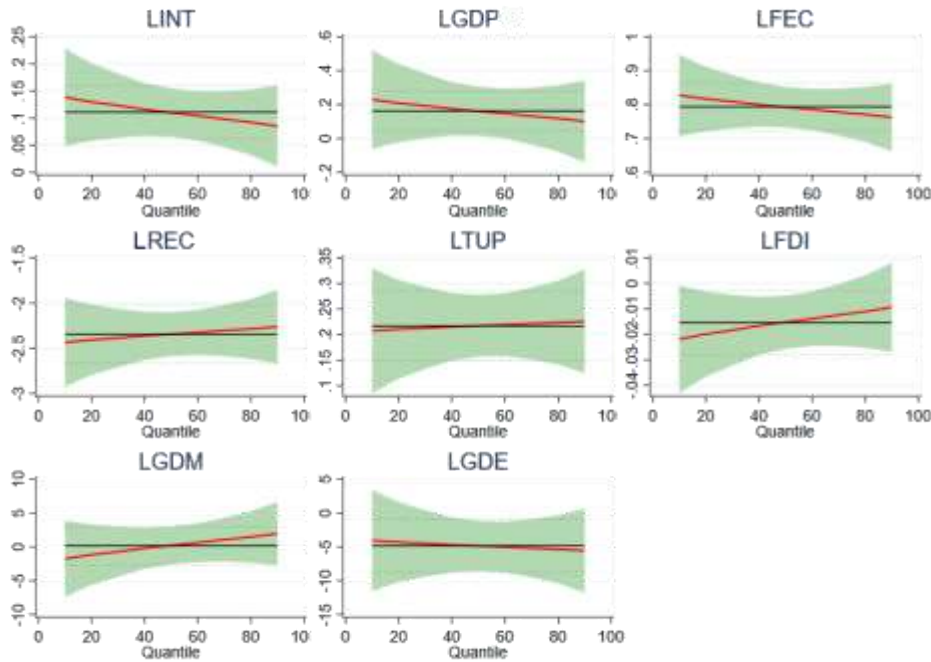 LINT
0 .05 .1 .15 .2 .25
0 20 40 60 80 100
Quantile
LGDP
-.2 0 .2 .4 .6
0 20 40 60 80 100
Quantile
LFEC
.6 .7 .8 .9 1
0 20 40 60 80 100
Quantile
LREC
-3 -2.5 -2 -1.5
0 20 40 60 80 100
Quantile
LTUP
.1 .15 .2 .25 .3 .35
0 20 40 60 80 100
Quantile
LFDI
-.04 -.03 -.02 -.01 0 .01
0 20 40 60 80 100
Quantile
LGDM
-10 -5 0 5 10
0 20 40 60 80 100
Quantile
LGDE
-15 -10 -5 0 5
0 20 40 60 80 100
Quantile